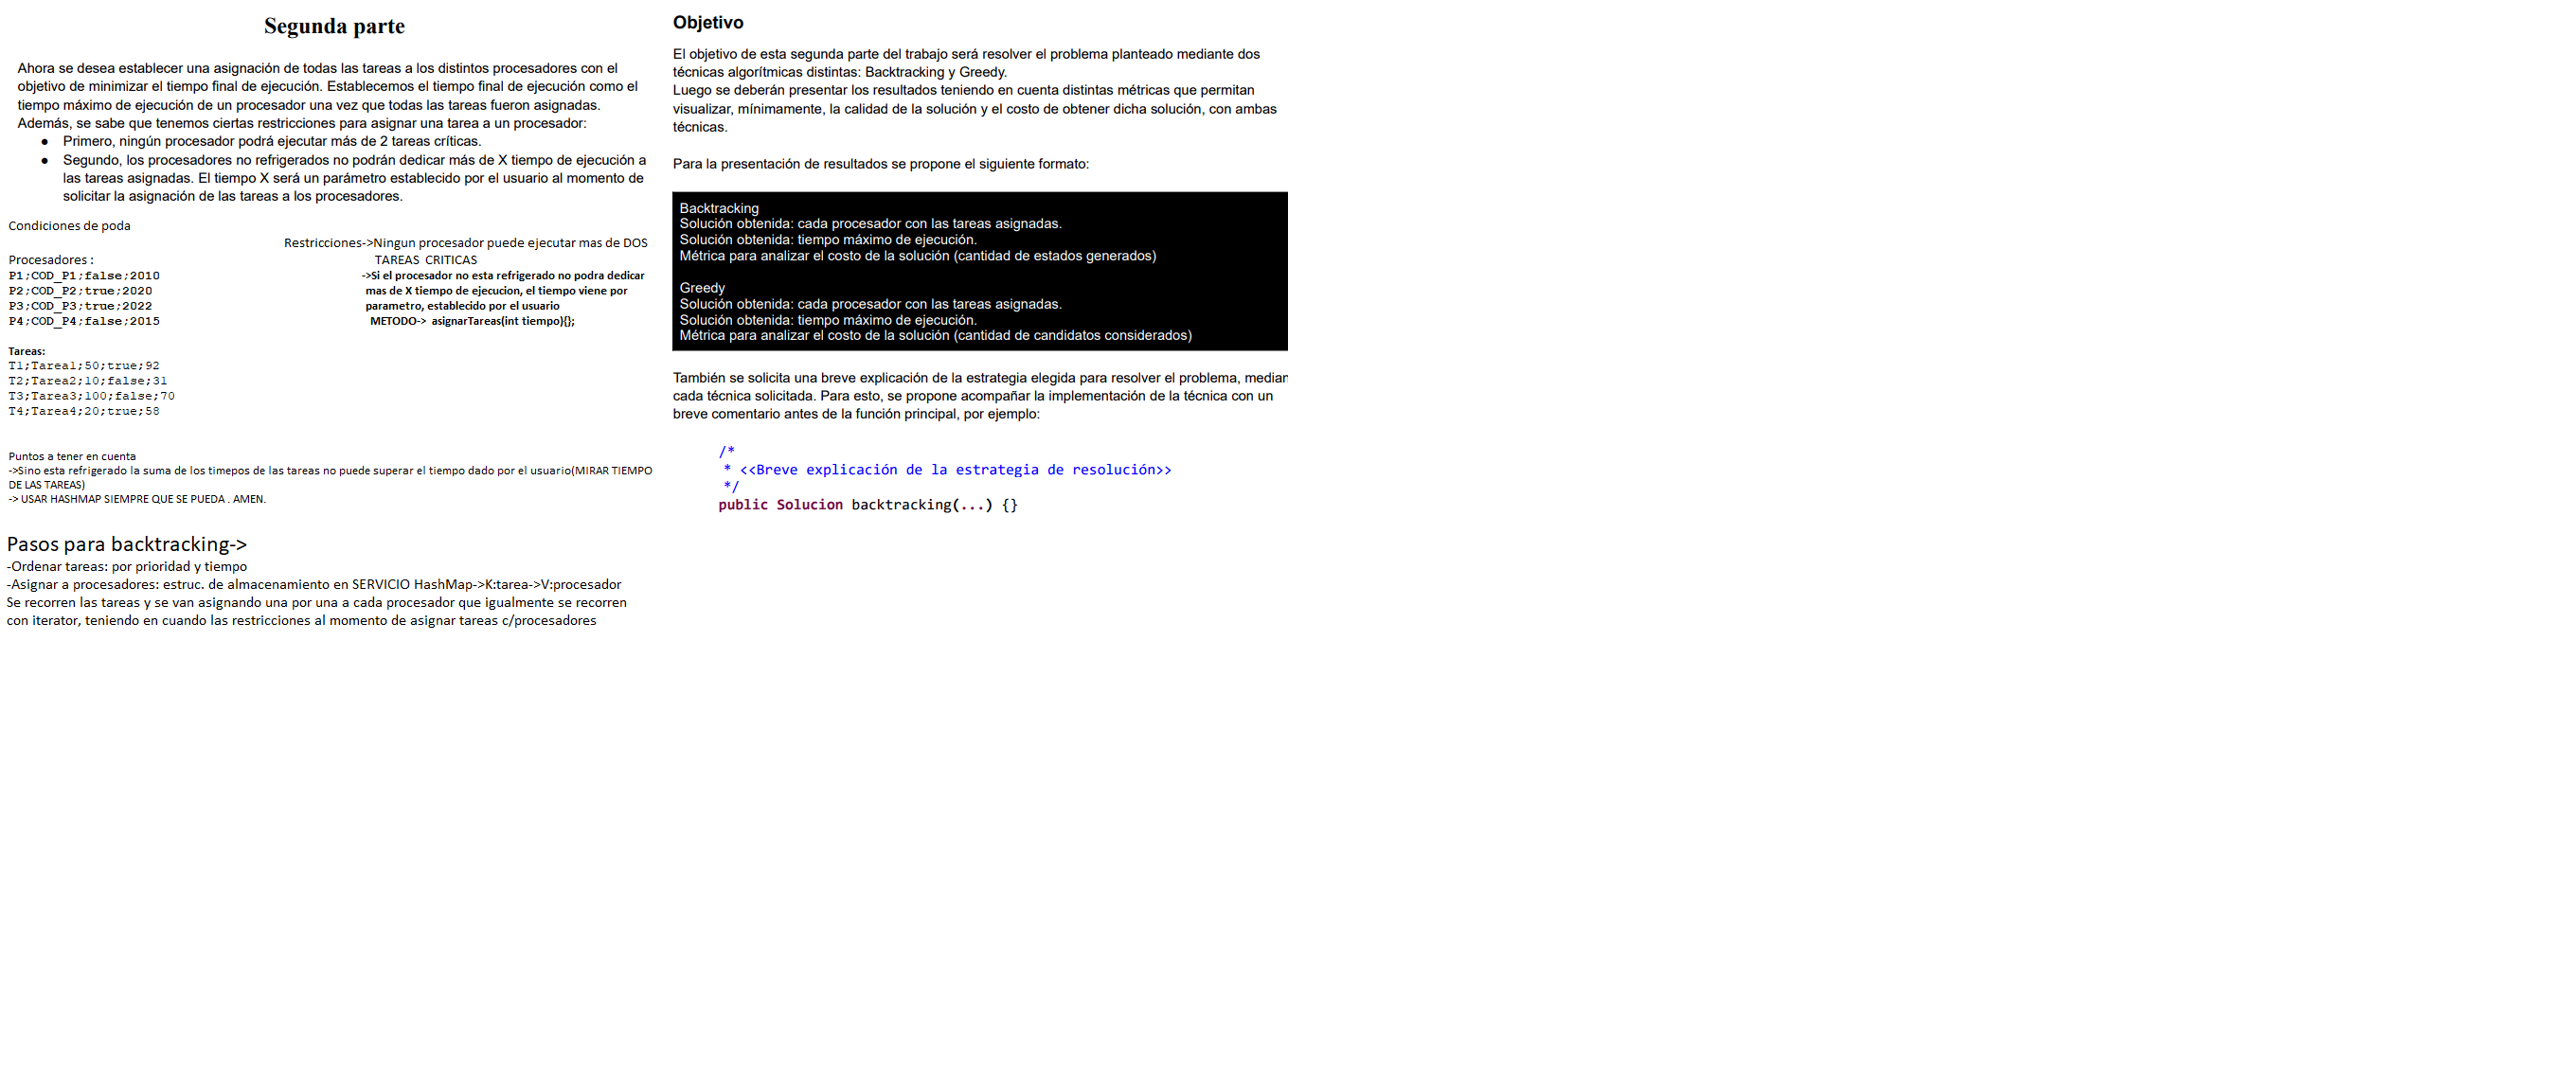 Segunda parte
Ahora se desea establecer una asignación de todas las tareas a los distintos procesadores con el
objetivo de minimizar el tiempo final de ejecución. Establecemos el tiempo final de ejecución como el
tiempo máximo de ejecución de un procesador una vez que todas las tareas fueron asignadas.
Además, se sabe que tenemos ciertas restricciones para asignar una tarea a un procesador:
● Primero, ningún procesador podrá ejecutar más de 2 tareas críticas.
● Segundo, los procesadores no refrigerados no podrán dedicar más de X tiempo de ejecución a
las tareas asignadas. El tiempo X será un parámetro establecido por el usuario al momento de
solicitar la asignación de las tareas a los procesadores.
Condiciones de poda
Restricciones->Ningun procesador puede ejecutar mas de DOS
TAREAS CRITICAS
->Si el procesador no esta refrigerado no podra dedicar
mas de X tiempo de ejecucion, el tiempo viene por
parametro, establecido por el usuario
METODO-> asignarTareas(int tiempo){};
Procesadores :
P1;COD_P1;false;2010
P2;COD_P2;true;2020
P3;COD_P3;true;2022
P4;COD_P4;false;2015
Tareas:
T1;Tarea1;50;true;92
T2;Tarea2;10;false;31
T3;Tarea3;100;false;70
T4;Tarea4;20;true;58
Puntos a tener en cuenta
->Sino esta refrigerado la suma de los timepos de las tareas no puede superar el tiempo dado por el usuario(MIRAR TIEMPO
DE LAS TAREAS)
-> USAR HASHMAP SIEMPRE QUE SE PUEDA . AMEN.
Pasos para backtracking->
-Ordenar tareas: por prioridad y tiempo
-Asignar a procesadores: estruc. de almacenamiento en SERVICIO HashMap->K:tarea->V:procesador
Se recorren las tareas y se van asignando una por una a cada procesador que igualmente se recorren
con iterator, teniendo en cuando las restricciones al momento de asignar tareas c/procesadores
Objetivo
El objetivo de esta segunda parte del trabajo será resolver el problema planteado mediante dos
técnicas algorítmicas distintas: Backtracking y Greedy.
Luego se deberán presentar los resultados teniendo en cuenta distintas métricas que permitan
visualizar, mínimamente, la calidad de la solución y el costo de obtener dicha solución, con ambas
técnicas.
Para la presentación de resultados se propone el siguiente formato:
Backtracking
Solución obtenida: cada procesador con las tareas asignadas.
Solución obtenida: tiempo máximo de ejecución.
Métrica para analizar el costo de la solución (cantidad de estados generados)
Greedy
Solución obtenida: cada procesador con las tareas asignadas.
Solución obtenida: tiempo máximo de ejecución.
Métrica para analizar el costo de la solución (cantidad de candidatos considerados)
También se solicita una breve explicación de la estrategia elegida para resolver el problema, median
cada técnica solicitada. Para esto, se propone acompañar la implementación de la técnica con un
breve comentario antes de la función principal, por ejemplo:
/*
* <<Breve explicación de la estrategia de resolución>>
*/
public Solucion backtracking(...) {}